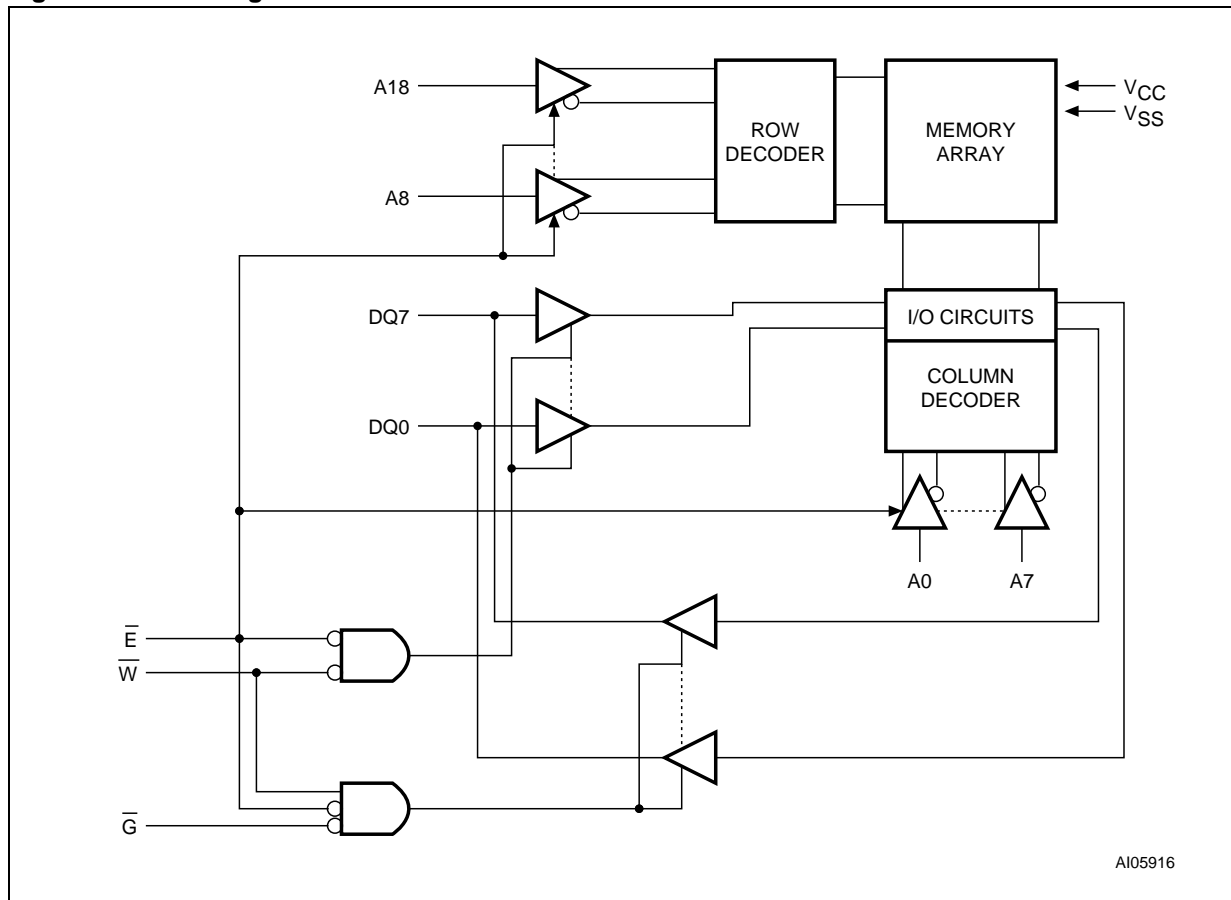 A18
A8
ROW
DECODER
MEMORY
ARRAY
VCC
VSS
DQ7
DQ0
I/O CIRCUITS
COLUMN
DECODER
A0
A7
E̅
W̅
G̅
AI05916